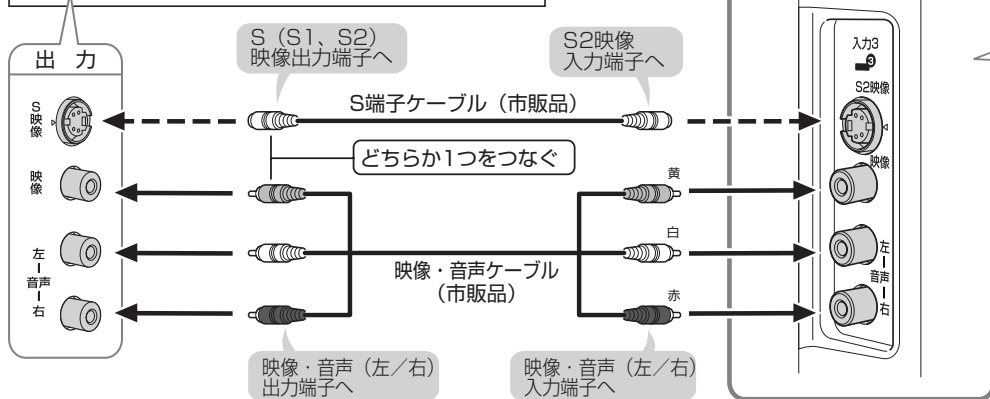 出 力
S映像
映像
左
音声
右
S（S1、S2）
映像出力端子へ
S2映像
入力端子へ
S端子ケーブル（市販品）
どちらか1つをつなぐ
黄
白
赤
映像・音声ケーブル
（市販品）
映像・音声（左／右）
出力端子へ
映像・音声（左／右）
入力端子へ
入力3
3
S2映像
映像
左
音声
右